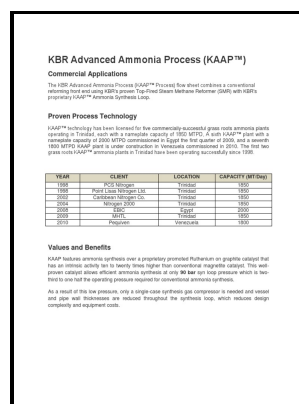 KBR Advanced Ammonia Process (KAAP™)
Commercial Applications
The KBR Advanced Ammonia Process (KAAP™ Process) flow sheet combines a conventional
reforming front end using KBR's proven Top-Fired Steam Methane Reformer (SMR) with KBR's
proprietary KAAP™ Ammonia Synthesis Loop.
Proven Process Technology
KAAP™ technology has been licensed for five commercially-successful grass roots ammonia plants
operating in Trinidad, each with a nameplate capacity of 1850 MTPD. A sixth KAAP™ plant with a
nameplate capacity of 2000 MTPD commissioned in Egypt the first quarter of 2009, and a seventh
1800 MTPD KAAP plant is under construction in Venezuela commissioned in 2010. The first two
grass roots KAAP™ ammonia plants in Trinidad have been operating successfully since 1998.
YEAR CLIENT LOCATION CAPACITY (MT/Day)
1998 PCS Nitrogen Trinidad 1850
1998 Point Lisas Nitrogen Ltd. Trinidad 1850
2002 Caribbean Nitrogen Co. Trinidad 1850
2004 Nitrogen 2000 Trinidad 1850
2008 EBIC Egypt 2000
2009 MHTL Trinidad 1850
2010 Pequiven Venezuela 1800
Values and Benefits
KAAP features ammonia synthesis over a proprietary promoted Ruthenium on graphite catalyst that
has an intrinsic activity ten to twenty times higher than conventional magnetite catalyst. This well-
proven catalyst allows efficient ammonia synthesis at only 90 bar syn loop pressure which is two-
third to one half the operating pressure required for conventional ammonia synthesis.
As a result of this low pressure, only a single-case synthesis gas compressor is needed and vessel
and pipe wall thicknesses are reduced throughout the synthesis loop, which reduces design
complexity and equipment costs.